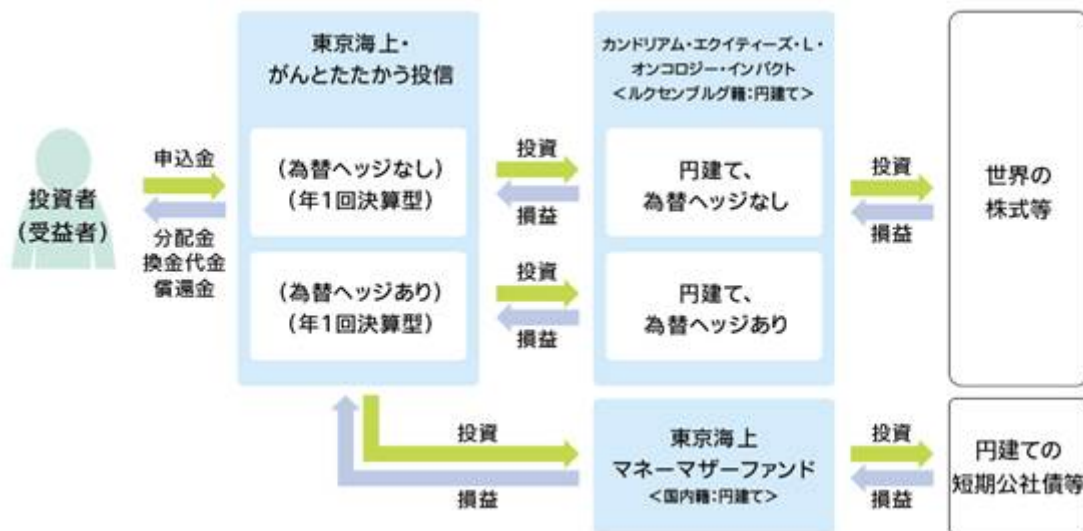 投資者
(受益者)
申込金
分配金
換金代金
償還金
東京海上・
がんとたたかう投信
(為替ヘッジなし)
(年1回決算型)
(為替ヘッジあり)
(年1回決算型)
投資
損益
投資
損益
カンドリアム・エクイティーズ・L・
オンコロジー・インパクト
<ルクセンブルグ籍:円建て>
円建て、
為替ヘッジなし
円建て、
為替ヘッジあり
投資
損益
世界の
株式等
投資
損益
東京海上
マネーマザーファンド
<国内籍:円建て>
投資
損益
円建ての
短期公社債等